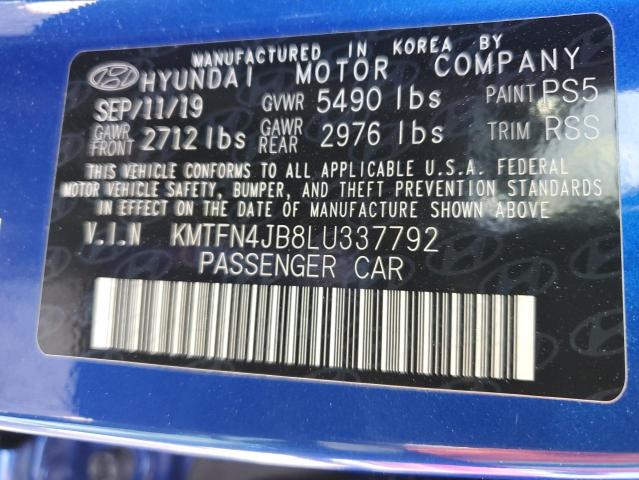 MANUFACTURED IN KOREA BY
HYUNDAI MOTOR COMPANY
SEP/11/19 GVWR 5490 lbs PAINT PS5
GAWR FRONT 2712 lbs GAWR REAR 2976 lbs TRIM RSS
THIS VEHICLE CONFORMS TO ALL APPLICABLE U.S.A. FEDERAL
MOTOR VEHICLE SAFETY, BUMPER, AND THEFT PREVENTION STANDARDS
IN EFFECT ON THE DATE OF MANUFACTURE SHOWN ABOVE.
V.I.N KMTFN4JB8LU337792
PASSENGER CAR